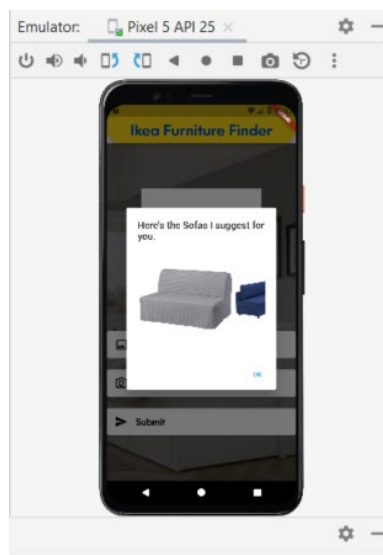 Emulator: Pixel 5 API 25
Ikea Furniture Finder
Here's the Sofas I suggest for
you.
OK
Submit